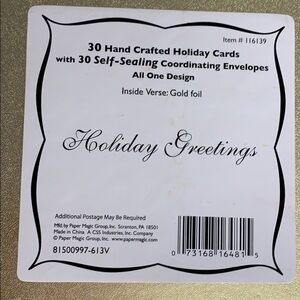 Item # 116139
30 Hand Crafted Holiday Cards
with 30 Self-Sealing Coordinating Envelopes
All One Design
Inside Verse: Gold foil
Holiday Greetings
Additional Postage May Be Required
Mfd. by Paper Magic Group, Inc. Scranton, PA 18501
Made in China A CSS Industries, Inc. Company
© Paper Magic Group, Inc. www.papermagic.com
81500997-613V
0 73168 16481 5